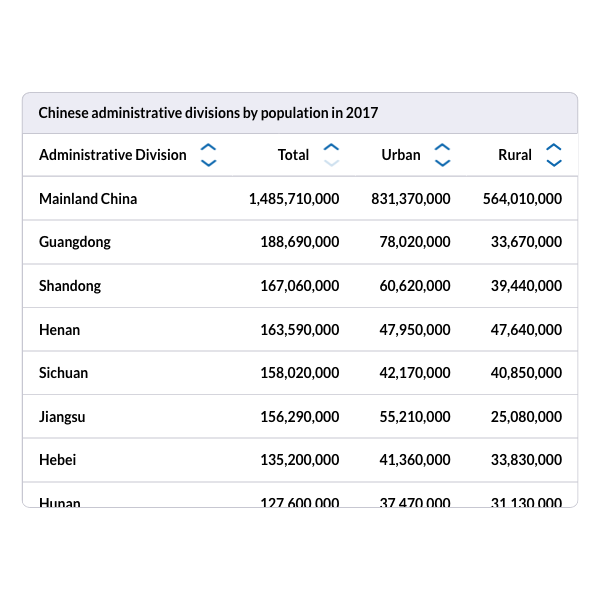 Chinese administrative divisions by population in 2017
Administrative Division Total Urban Rural
Mainland China 1,485,710,000 831,370,000 564,010,000
Guangdong 188,690,000 78,020,000 33,670,000
Shandong 167,060,000 60,620,000 39,440,000
Henan 163,590,000 47,950,000 47,640,000
Sichuan 158,020,000 42,170,000 40,850,000
Jiangsu 156,290,000 55,210,000 25,080,000
Hebei 135,200,000 41,360,000 33,830,000
Hunan 127,600,000 37,470,000 31,130,000